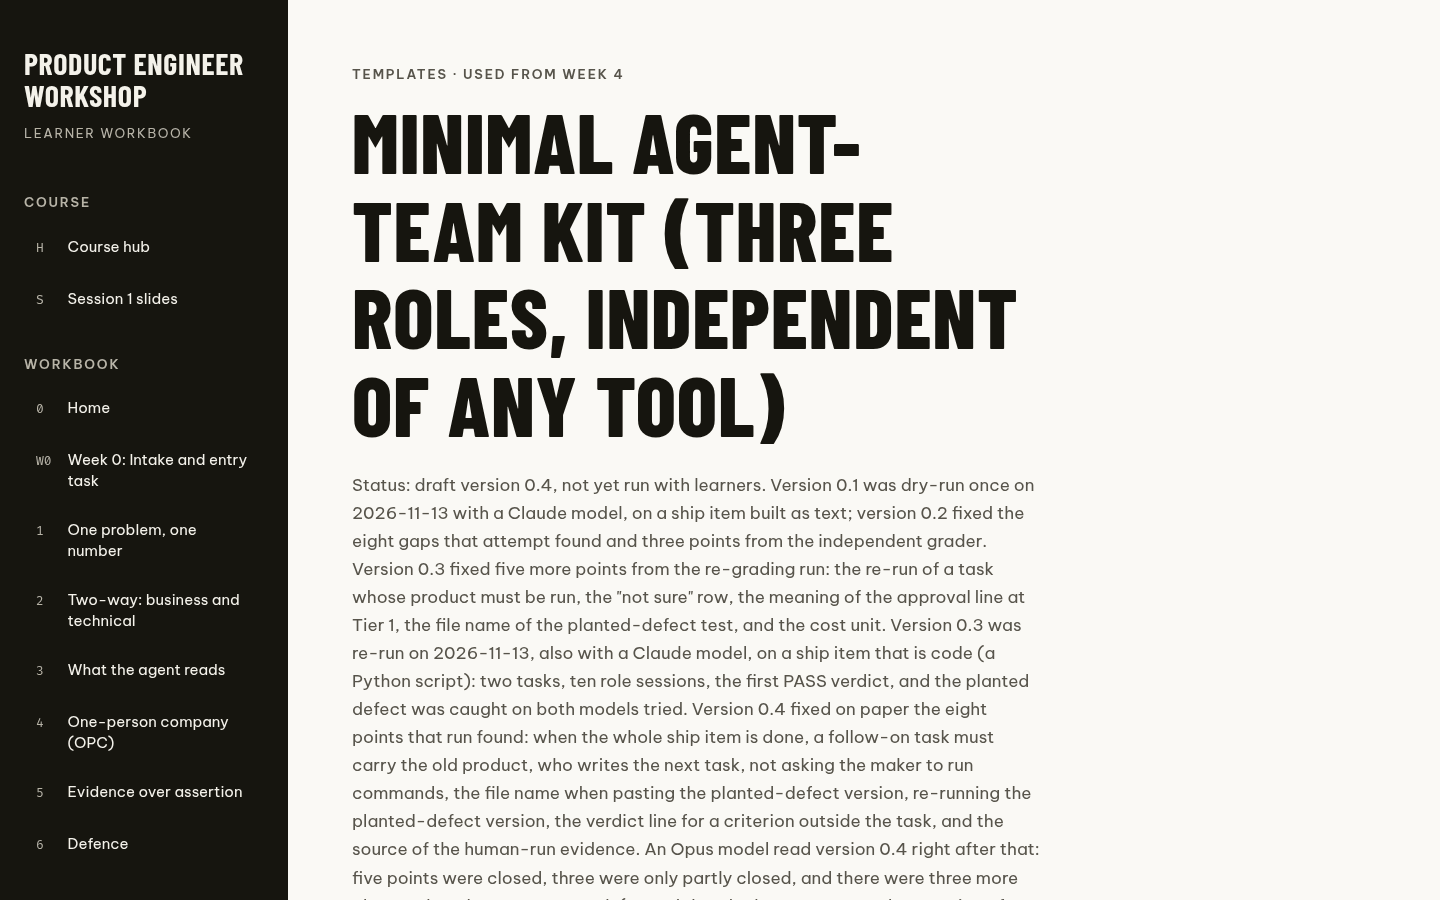 PRODUCT ENGINEER
WORKSHOP
LEARNER WORKBOOK
COURSE
H Course hub
S Session 1 slides
WORKBOOK
0 Home
W0 Week 0: Intake and entry
task
1 One problem, one
number
2 Two-way: business and
technical
3 What the agent reads
4 One-person company
(OPC)
5 Evidence over assertion
6 Defence
TEMPLATES · USED FROM WEEK 4
MINIMAL AGENT-
TEAM KIT (THREE
ROLES, INDEPENDENT
OF ANY TOOL)
Status: draft version 0.4, not yet run with learners. Version 0.1 was dry-run once on
2026-11-13 with a Claude model, on a ship item built as text; version 0.2 fixed the
eight gaps that attempt found and three points from the independent grader.
Version 0.3 fixed five more points from the re-grading run: the re-run of a task
whose product must be run, the "not sure" row, the meaning of the approval line at
Tier 1, the file name of the planted-defect test, and the cost unit. Version 0.3 was
re-run on 2026-11-13, also with a Claude model, on a ship item that is code (a
Python script): two tasks, ten role sessions, the first PASS verdict, and the planted
defect was caught on both models tried. Version 0.4 fixed on paper the eight
points that run found: when the whole ship item is done, a follow-on task must
carry the old product, who writes the next task, not asking the maker to run
commands, the file name when pasting the planted-defect version, re-running the
planted-defect version, the verdict line for a criterion outside the task, and the
source of the human-run evidence. An Opus model read version 0.4 right after that:
five points were closed, three were only partly closed, and there were three more